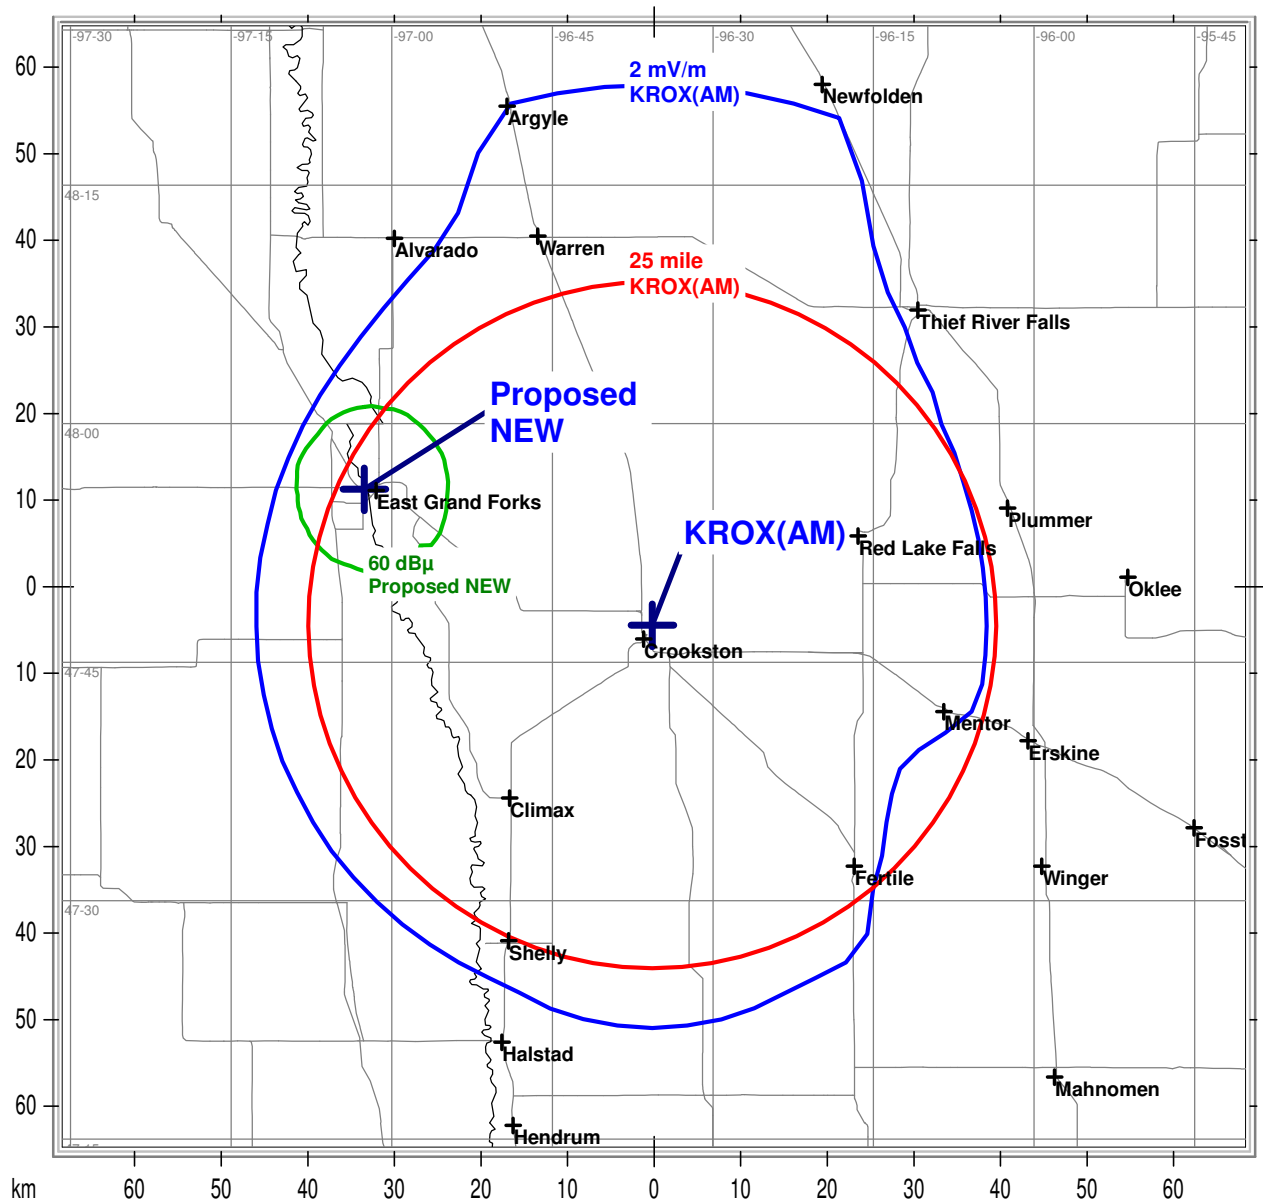 -97-30
-97-15
-97-00
-96-45
-96-30
-96-15
-96-00
-95-45
60
2 mV/m
KROX(AM)
Newfolden
Argyle
50
48-15
40
Alvarado
Warren
25 mile
KROX(AM)
30
Thief River Falls
Proposed
NEW
20
48-00
10
East Grand Forks
Plummer
KROX(AM)
Red Lake Falls
60 dBµ
Proposed NEW
0
Oklee
Crookston
47-45
10
Mentor
Erskine
20
Climax
30
Fosst
Fertile
Winger
47-30
40
Shelly
50
Halstad
Mahnomen
60
Hendrum
km
60
50
40
30
20
10
0
10
20
30
40
50
60